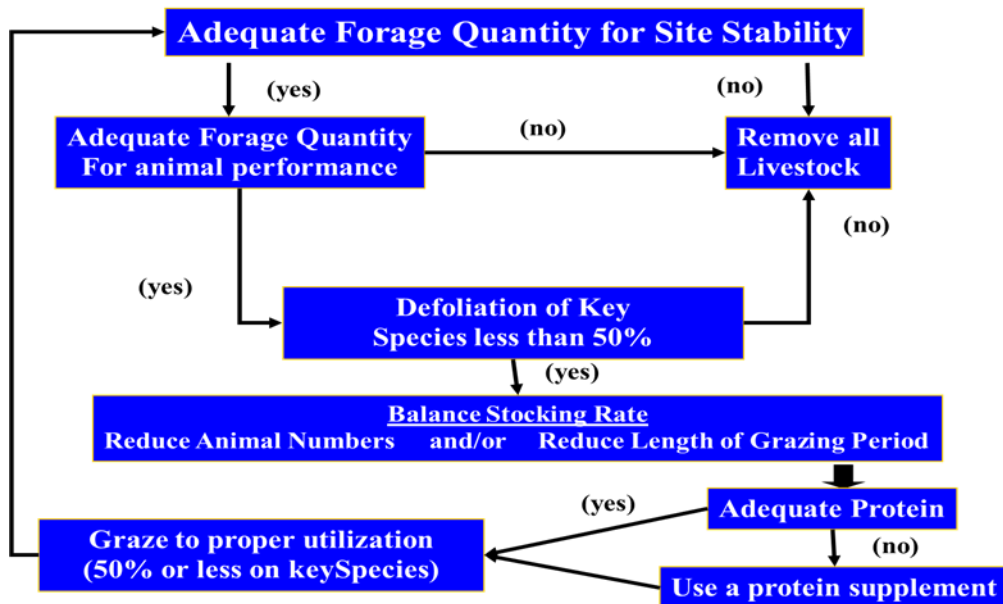 Adequate Forage Quantity for Site Stability
(yes)
(no)
Adequate Forage Quantity
For animal performance
(no)
Remove all
Livestock
(no)
(yes)
Defoliation of Key
Species less than 50%
(yes)
Balance Stocking Rate
Reduce Animal Numbers and/or Reduce Length of Grazing Period
(yes)
Adequate Protein
Graze to proper utilization
(50% or less on keySpecies)
(no)
Use a protein supplement